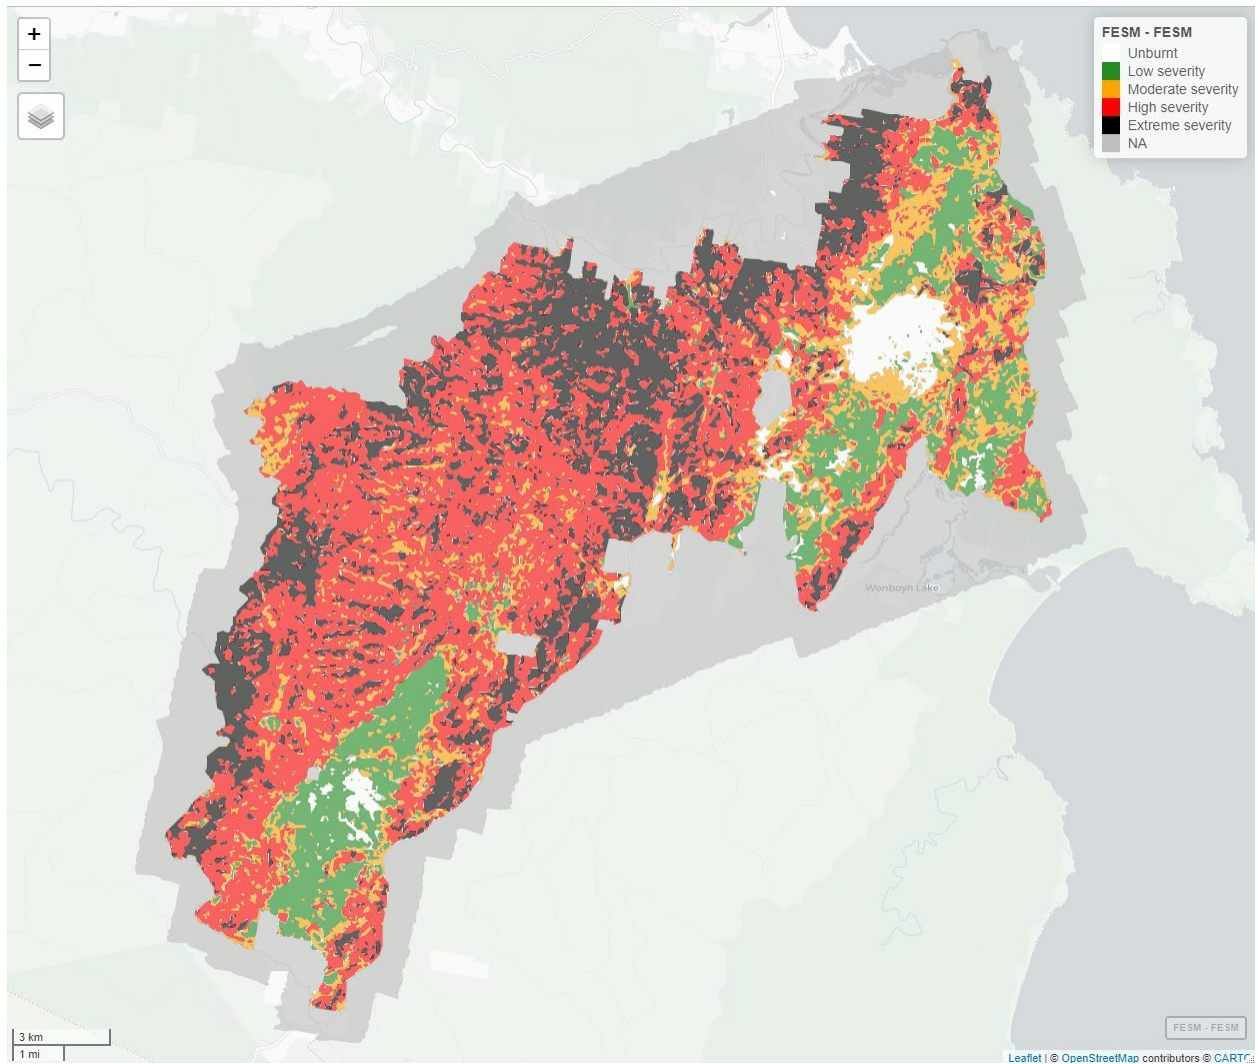 +
−
FESM - FESM
Unburnt
Low severity
Moderate severity
High severity
Extreme severity
NA
Wonboyn Lake
FESM - FESM
3 km
1 mi
Leaflet | © OpenStreetMap contributors © CARTO